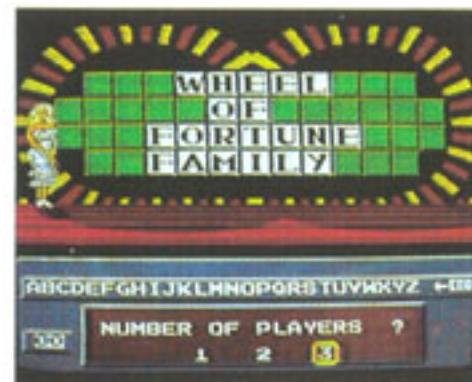 WHEEL
OF
FORTUNE
FAMILY
ABCDEFGHIJKLMNOPQRSTUVWXYZ
NUMBER OF PLAYERS ?
1 2 3